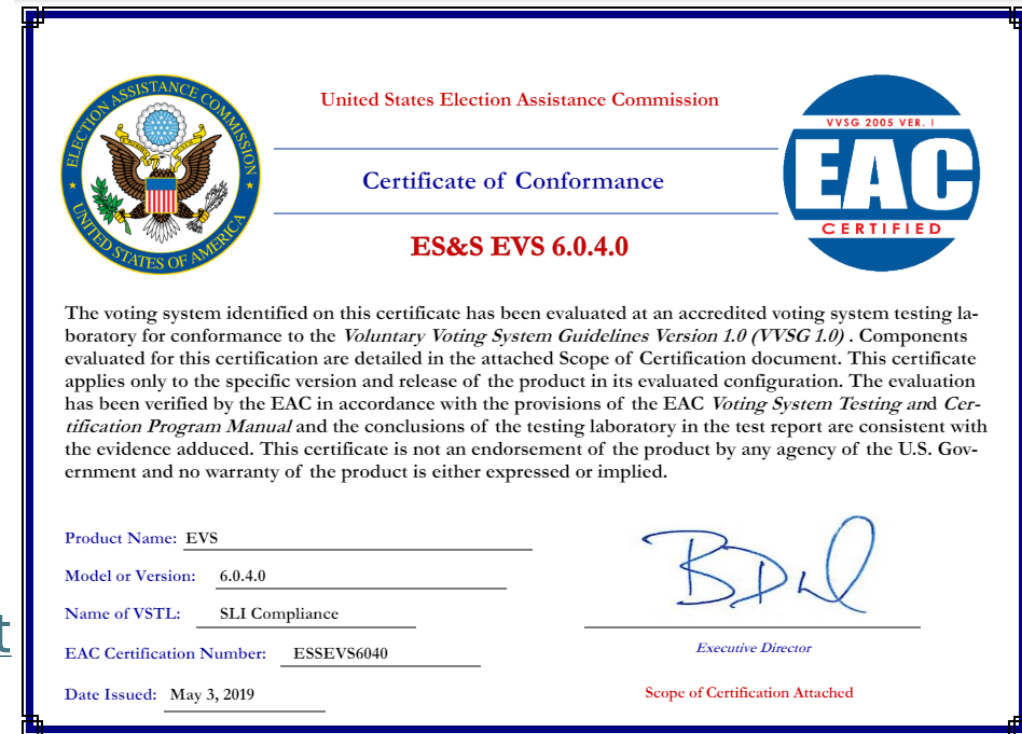 ELECTION ASSISTANCE COMMISSION
UNITED STATES OF AMERICA
United States Election Assistance Commission
Certificate of Conformance
ES&S EVS 6.0.4.0
VVSG 2005 VER. I
EAC
CERTIFIED
The voting system identified on this certificate has been evaluated at an accredited voting system testing la-
boratory for conformance to the Voluntary Voting System Guidelines Version 1.0 (VVSG 1.0) . Components
evaluated for this certification are detailed in the attached Scope of Certification document. This certificate
applies only to the specific version and release of the product in its evaluated configuration. The evaluation
has been verified by the EAC in accordance with the provisions of the EAC Voting System Testing and Cer-
tification Program Manual and the conclusions of the testing laboratory in the test report are consistent with
the evidence adduced. This certificate is not an endorsement of the product by any agency of the U.S. Gov-
ernment and no warranty of the product is either expressed or implied.
Product Name: EVS
Model or Version: 6.0.4.0
Name of VSTL: SLI Compliance
EAC Certification Number: ESSEVS6040
Date Issued: May 3, 2019
Executive Director
Scope of Certification Attached
t